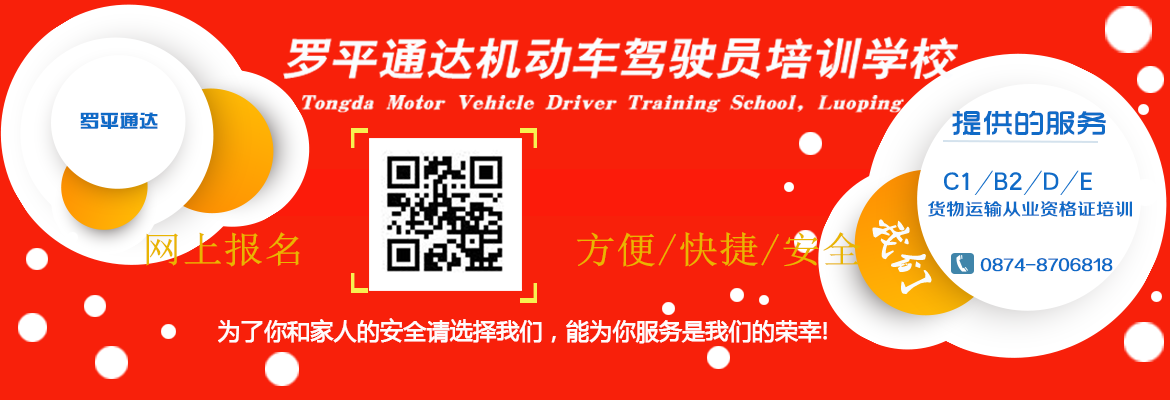 罗平通达机动车驾驶员培训学校
Tongda Motor Vehicle Driver Training School, Luoping
罗平通达
提供的服务
C1/B2/D/E
货物运输从业资格证培训
0874-8706818
我们
网上报名
方便/快捷/安全
为了你和家人的安全请选择我们，能为你服务是我们的荣幸!